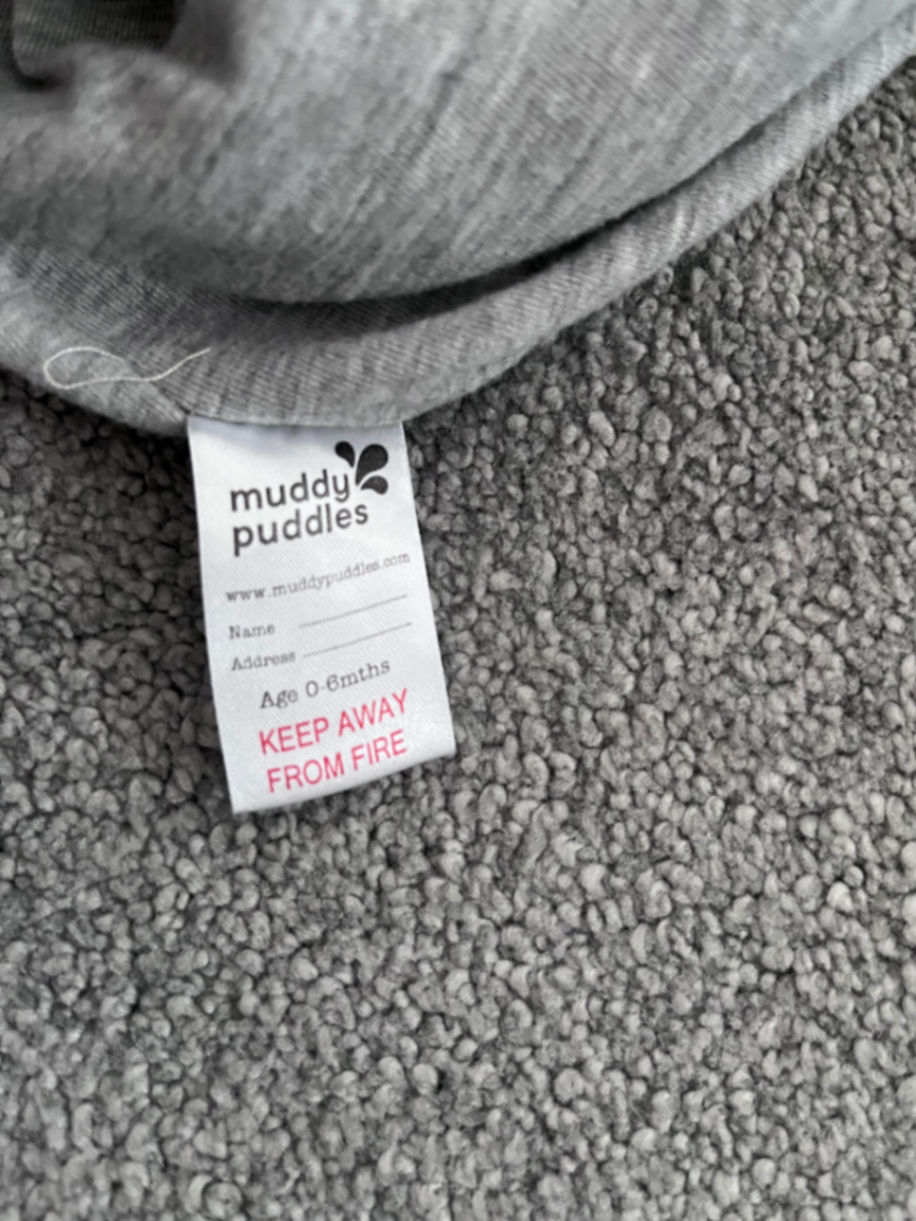 muddy
puddles
www.muddypuddles.com
Name
Address
Age 0-6mths
KEEP AWAY
FROM FIRE